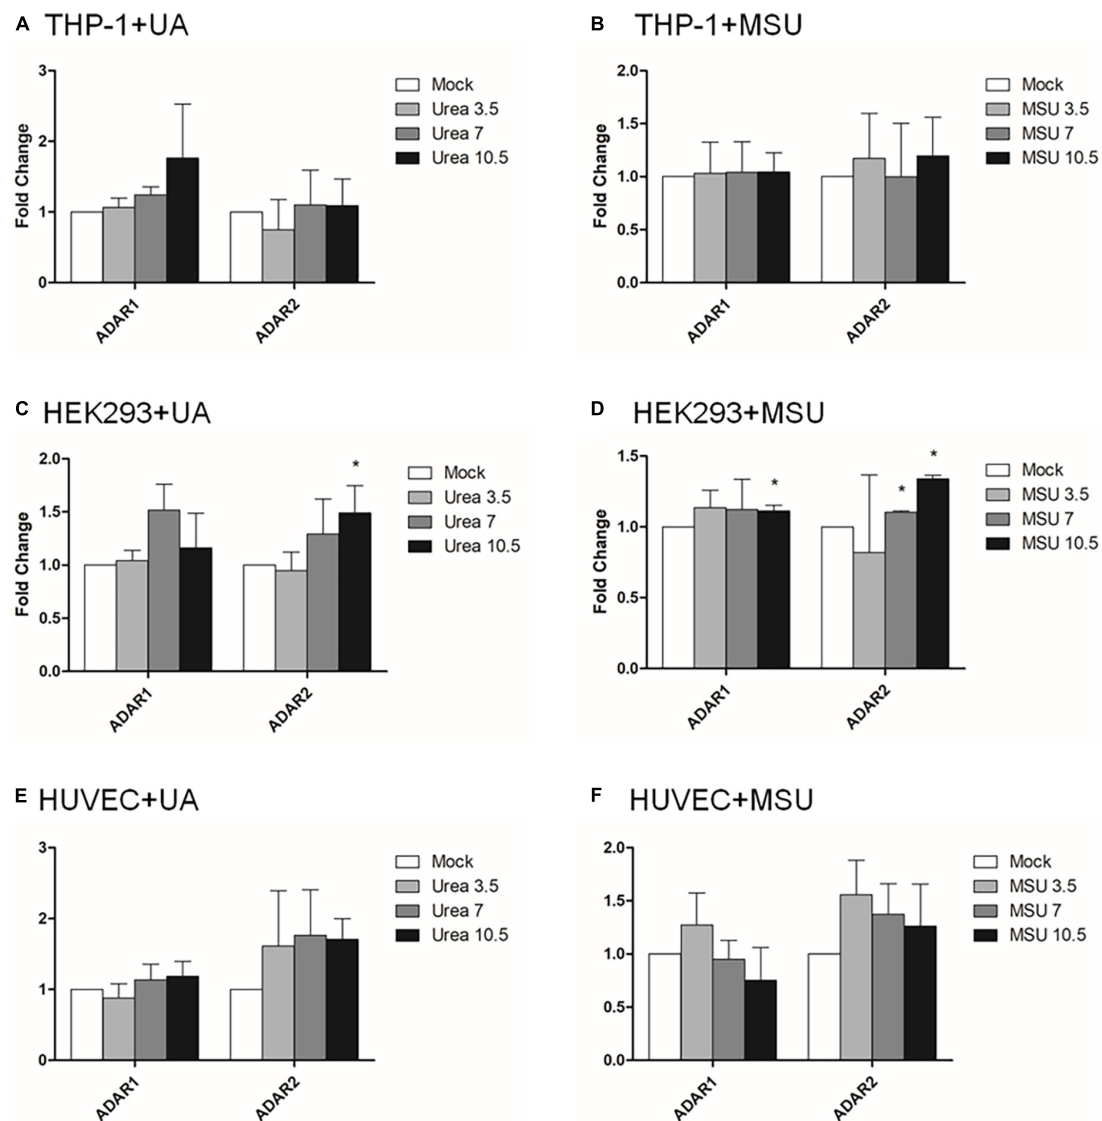 A THP-1+UA
3
2
1
0
Fold Change
ADAR1
ADAR2
Mock
Urea 3.5
Urea 7
Urea 10.5
B THP-1+MSU
2.0
1.5
1.0
0.5
0.0
Fold Change
ADAR1
ADAR2
Mock
MSU 3.5
MSU 7
MSU 10.5
C HEK293+UA
2.0
1.5
1.0
0.5
0.0
Fold Change
*
ADAR1
ADAR2
Mock
Urea 3.5
Urea 7
Urea 10.5
D HEK293+MSU
1.5
1.0
0.5
0.0
Fold Change
*
*
*
ADAR1
ADAR2
Mock
MSU 3.5
MSU 7
MSU 10.5
E HUVEC+UA
3
2
1
0
ADAR1
ADAR2
Mock
Urea 3.5
Urea 7
Urea 10.5
F HUVEC+MSU
2.0
1.5
1.0
0.5
0.0
ADAR1
ADAR2
Mock
MSU 3.5
MSU 7
MSU 10.5